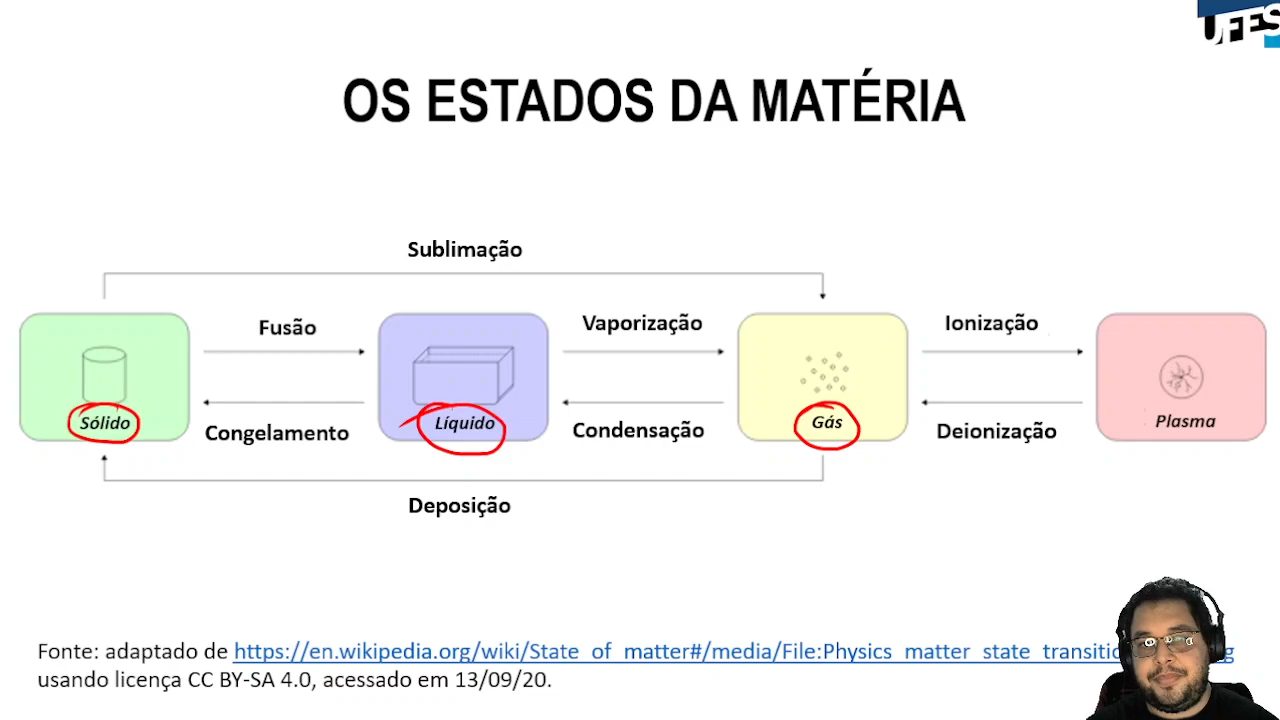 UFES
OS ESTADOS DA MATÉRIA
Sublimação
Fusão
Vaporização
Ionização
Sólido
Líquido
Gás
Plasma
Congelamento
Condensação
Deionização
Deposição
Fonte: adaptado de https://en.wikipedia.org/wiki/State_of_matter#/media/File:Physics_matter_state_transiti
usando licença CC BY-SA 4.0, acessado em 13/09/20.